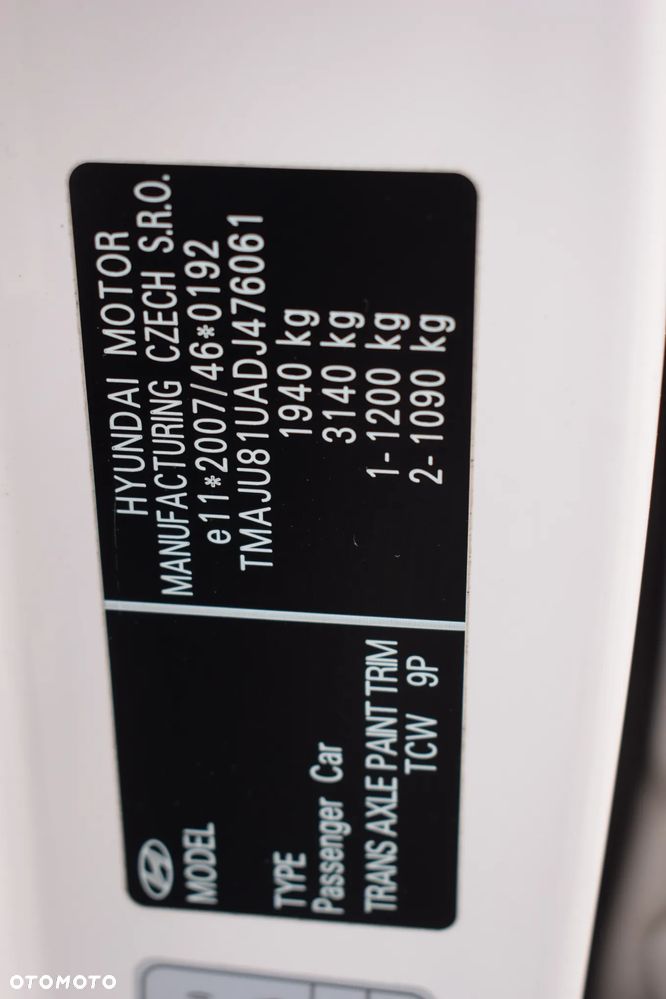 MODEL
TYPE
Passenger Car
TRANS AXLE PAINT TRIM
TCW 9P
HYUNDAI MOTOR
MANUFACTURING CZECH S.R.O.
e11*2007/46*0192
TMAJU81UADJ476061
1940 kg
3140 kg
1-1200 kg
2-1090 kg
OTOMOTO